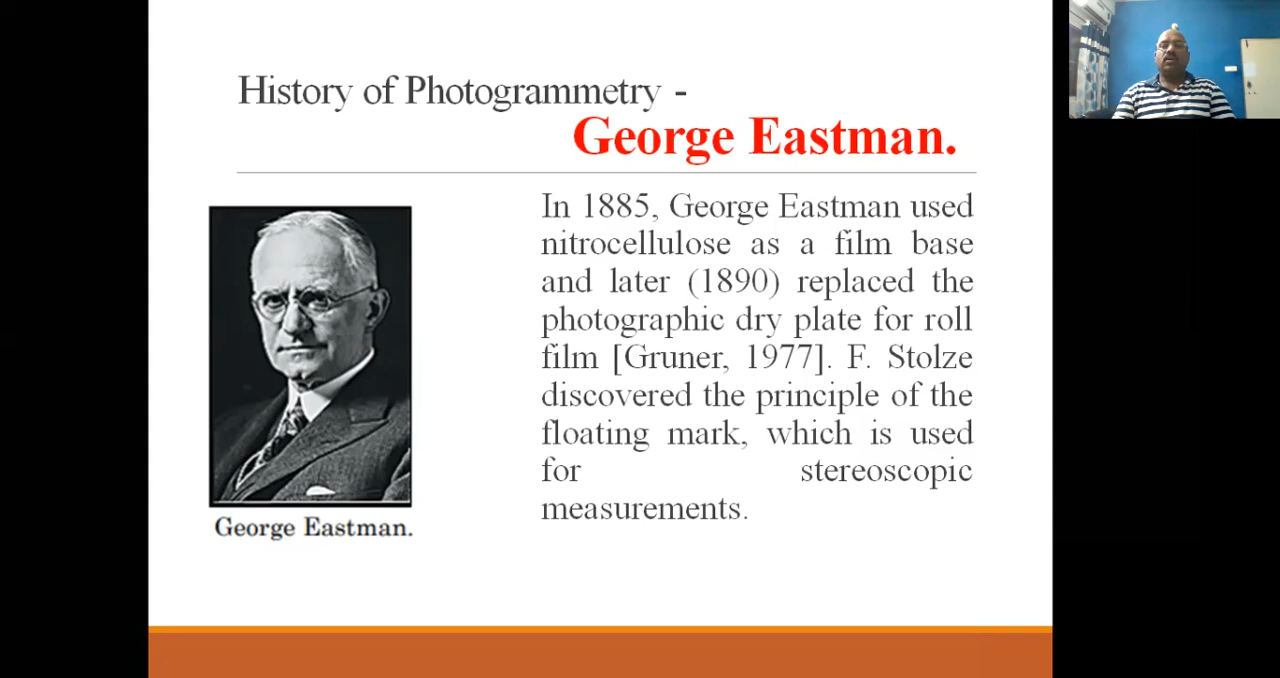 History of Photogrammetry -
George Eastman.
In 1885, George Eastman used
nitrocellulose as a film base
and later (1890) replaced the
photographic dry plate for roll
film [Gruner, 1977]. F. Stolze
discovered the principle of the
floating mark, which is used
for stereoscopic
measurements.
George Eastman.